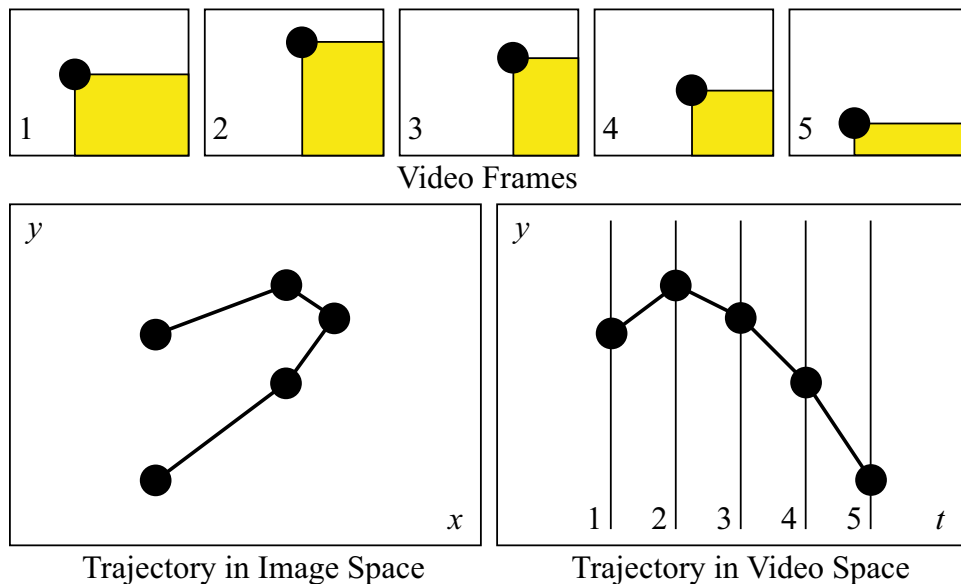 1 2 3 4 5
Video Frames
y
x
Trajectory in Image Space
y
1 2 3 4 5 t
Trajectory in Video Space